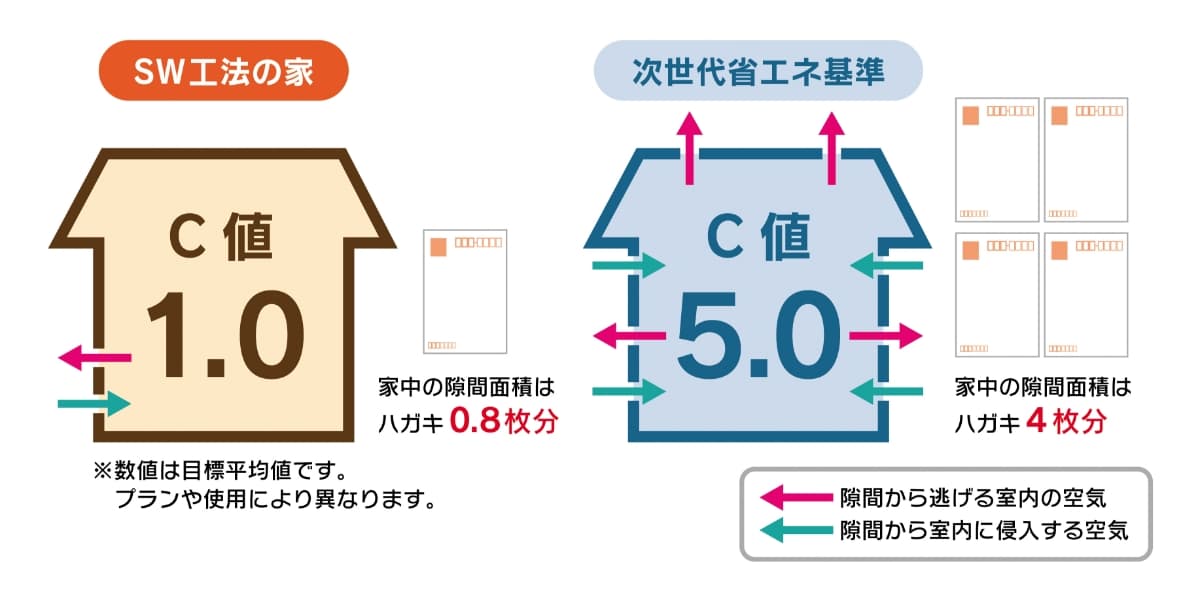 SW工法の家
C値
1.0
家中の隙間面積は
ハガキ0.8枚分
※数値は目標平均値です。
プランや使用により異なります。
次世代省エネ基準
C値
5.0
家中の隙間面積は
ハガキ4枚分
隙間から逃げる室内の空気
隙間から室内に侵入する空気